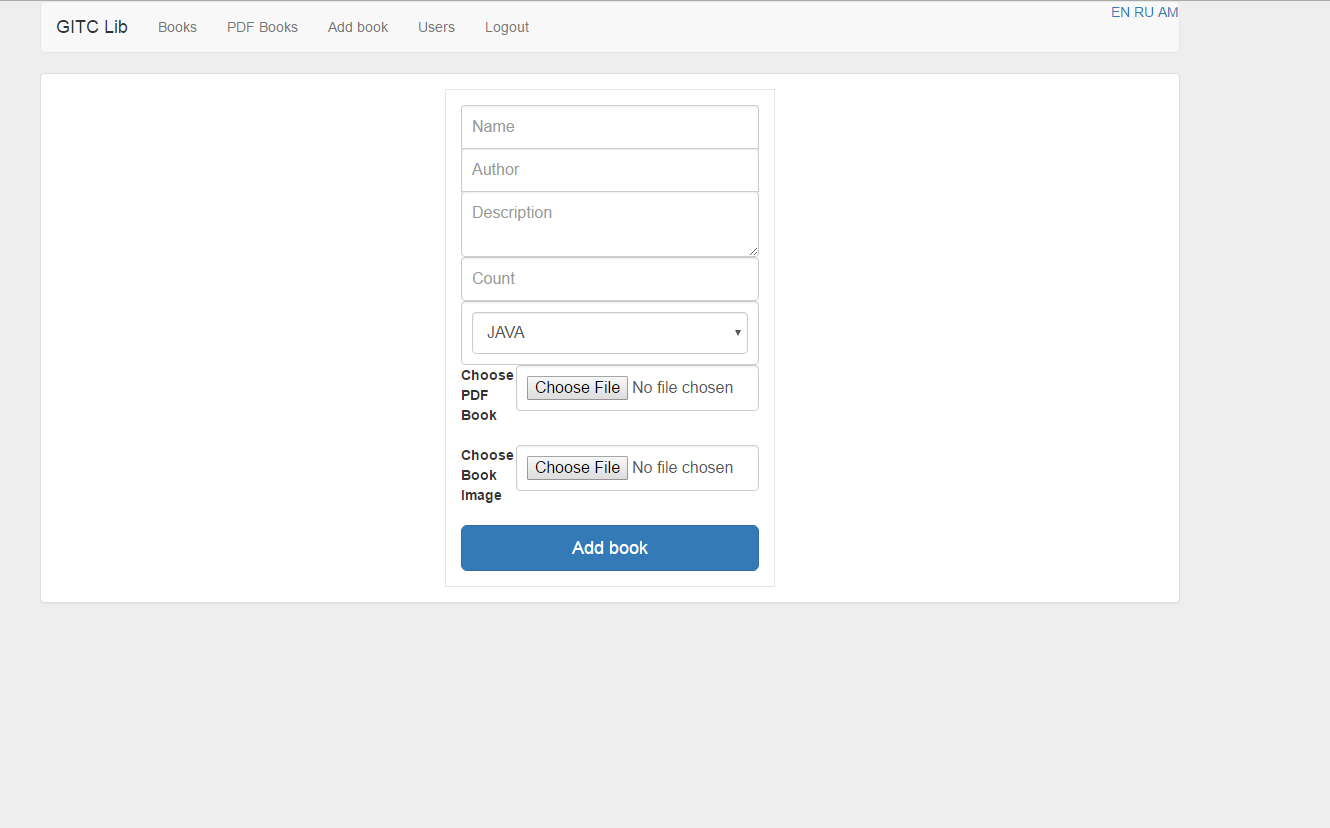 GITC Lib Books PDF Books Add book Users Logout EN RU AM
Name
Author
Description
Count
JAVA
Choose PDF Book
Choose File No file chosen
Choose Book Image
Choose File No file chosen
Add book